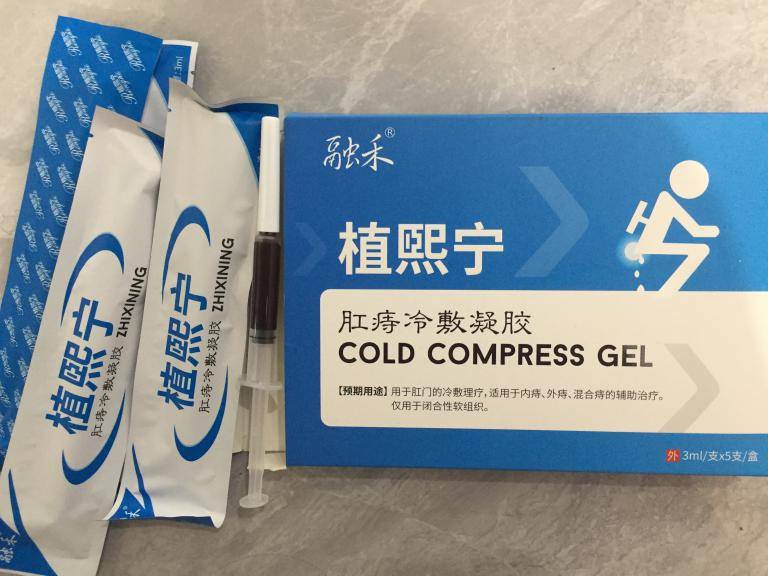 融禾®
植熙宁
肛痔冷敷凝胶
COLD COMPRESS GEL
【预期用途】用于肛门的冷敷理疗，适用于内痔、外痔、混合痔的辅助治疗。
仅用于闭合性软组织。
外 3ml/支x5支/盒
植熙宁 ZHIXINING
肛痔冷敷凝胶
融禾
植熙宁 ZHIXINING
肛痔冷敷凝胶
3ml